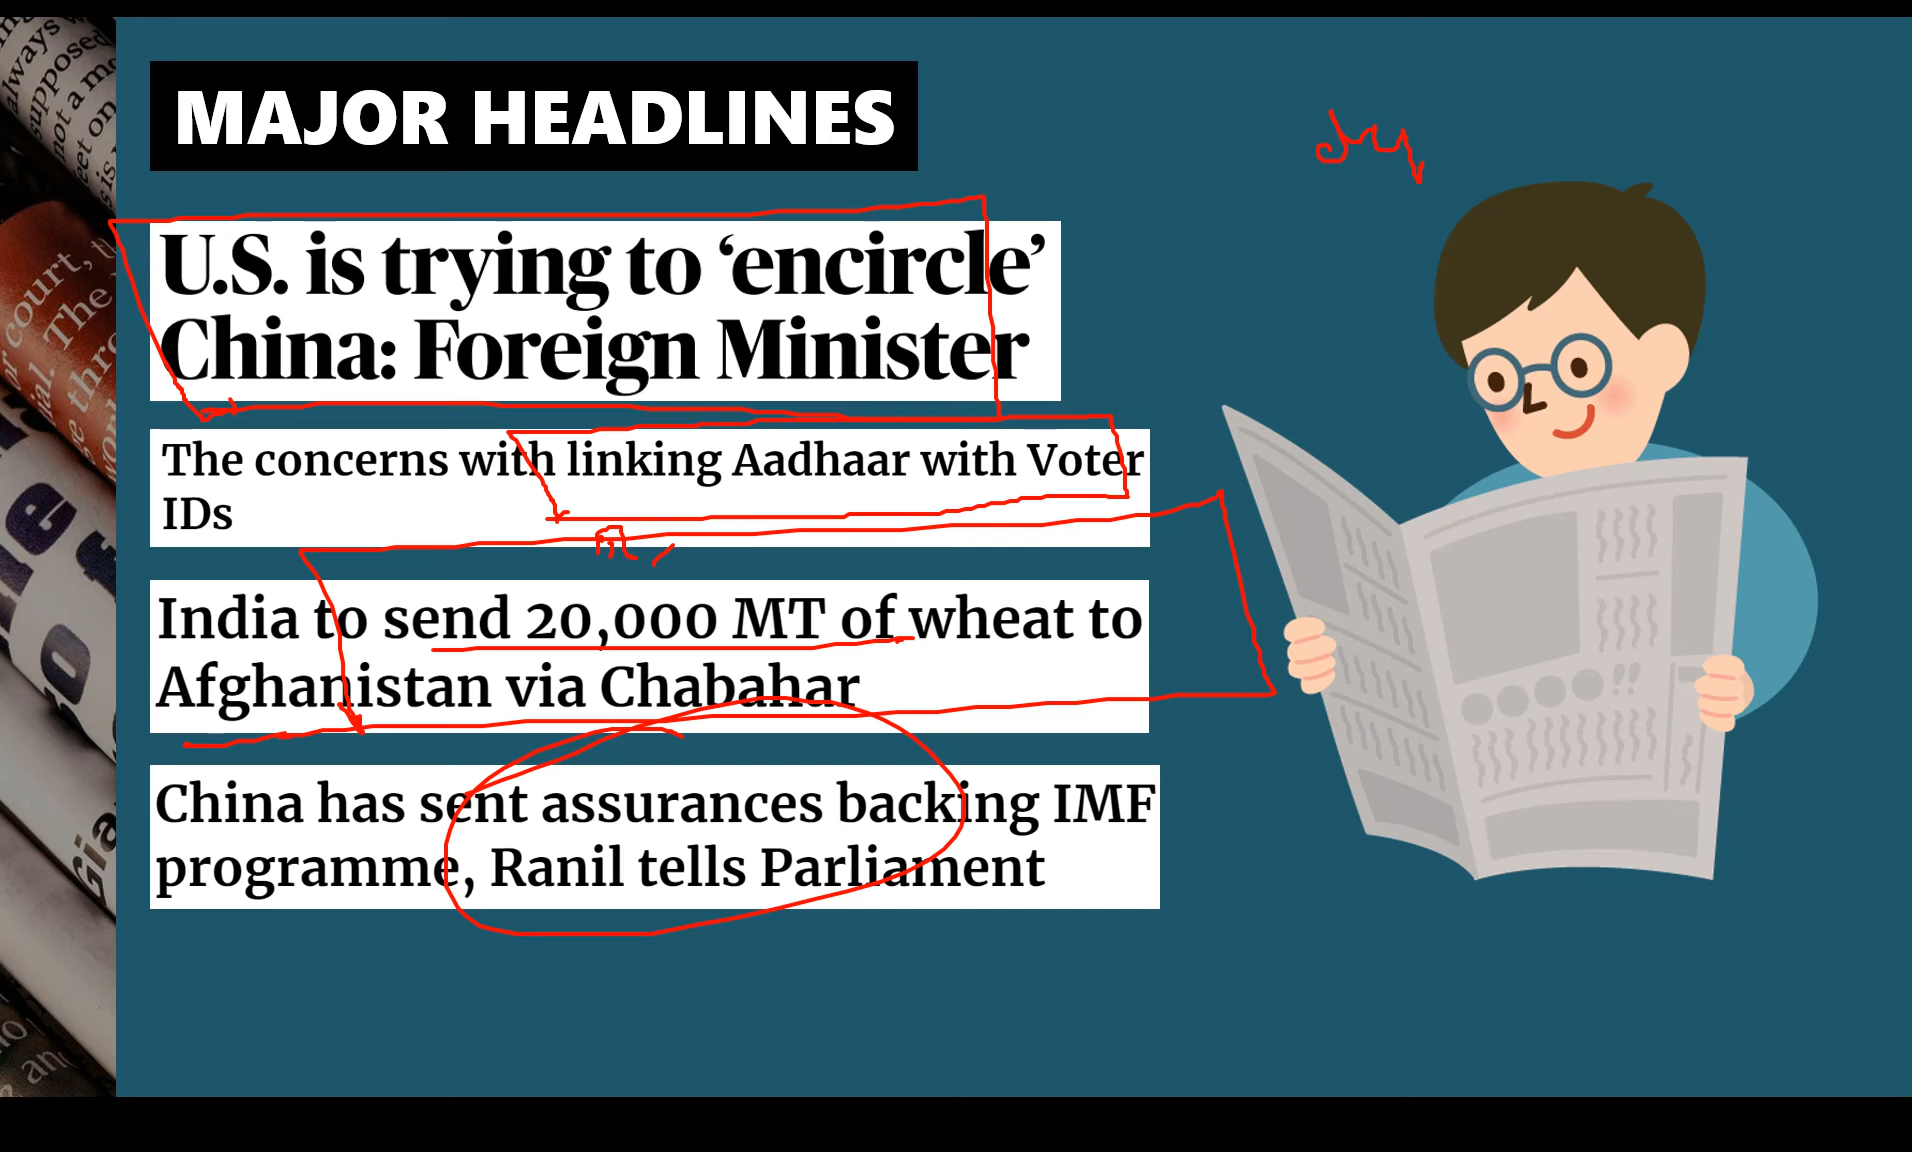 MAJOR HEADLINES
U.S. is trying to ‘encircle’
China: Foreign Minister
The concerns with linking Aadhaar with Voter
IDs
India to send 20,000 MT of wheat to
Afghanistan via Chabahar
China has sent assurances backing IMF
programme, Ranil tells Parliament